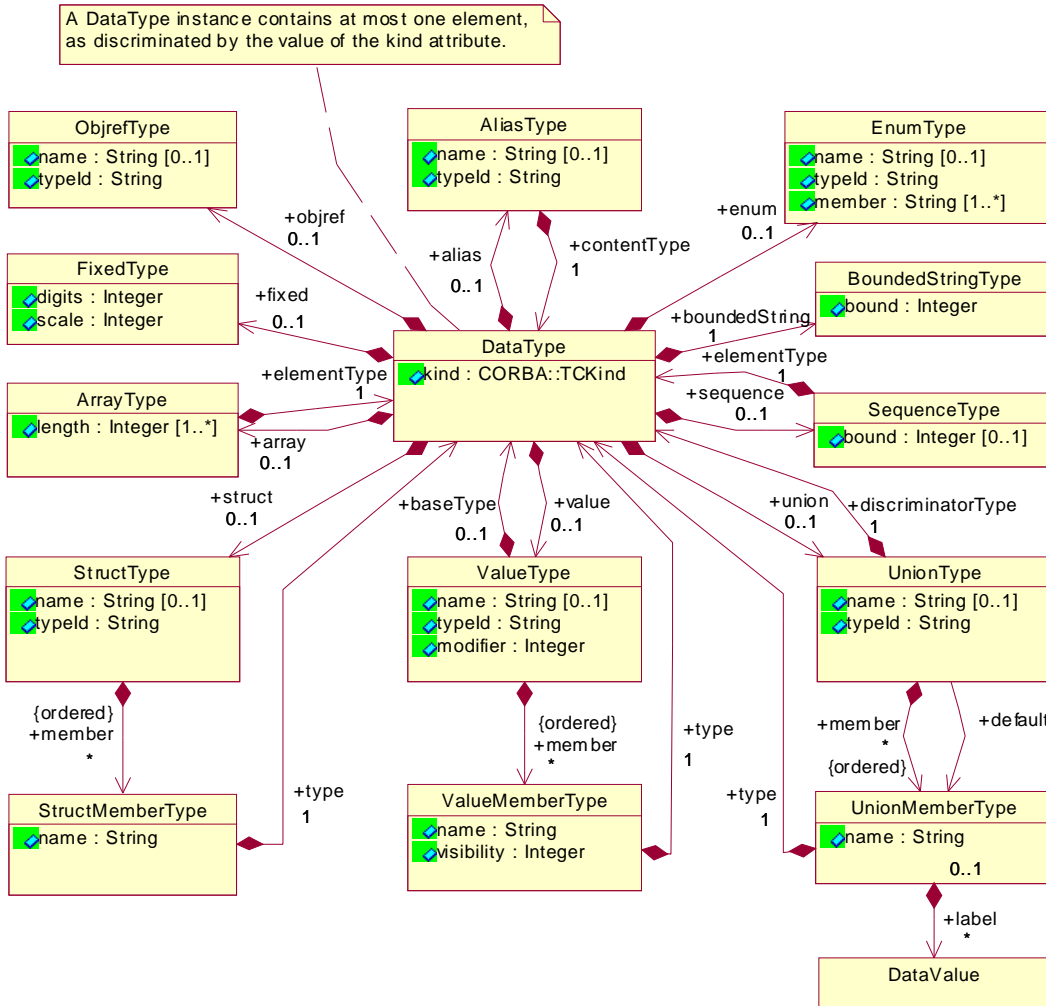 A DataType instance contains at most one element,
as discriminated by the value of the kind attribute.
ObjrefType
name : String [0..1]
typeId : String
AliasType
name : String [0..1]
typeId : String
EnumType
name : String [0..1]
typeId : String
member : String [1..*]
+objref
0..1
+alias
0..1
+contentType
1
+enum
0..1
FixedType
digits : Integer
scale : Integer
+fixed
0..1
BoundedStringType
bound : Integer
+boundedString
1
DataType
kind : CORBA::TCKind
+elementType
1
+elementType
1
ArrayType
length : Integer [1..*]
+array
0..1
+sequence
0..1
SequenceType
bound : Integer [0..1]
+struct
0..1
+baseType
0..1
+value
0..1
+union
0..1
+discriminatorType
1
StructType
name : String [0..1]
typeId : String
ValueType
name : String [0..1]
typeId : String
modifier : Integer
UnionType
name : String [0..1]
typeId : String
{ordered}
+member
*
{ordered}
+member
*
+type
1
+member
*
{ordered}
+default
+type
1
+type
1
StructMemberType
name : String
ValueMemberType
name : String
visibility : Integer
UnionMemberType
name : String
0..1
+label
*
DataValue